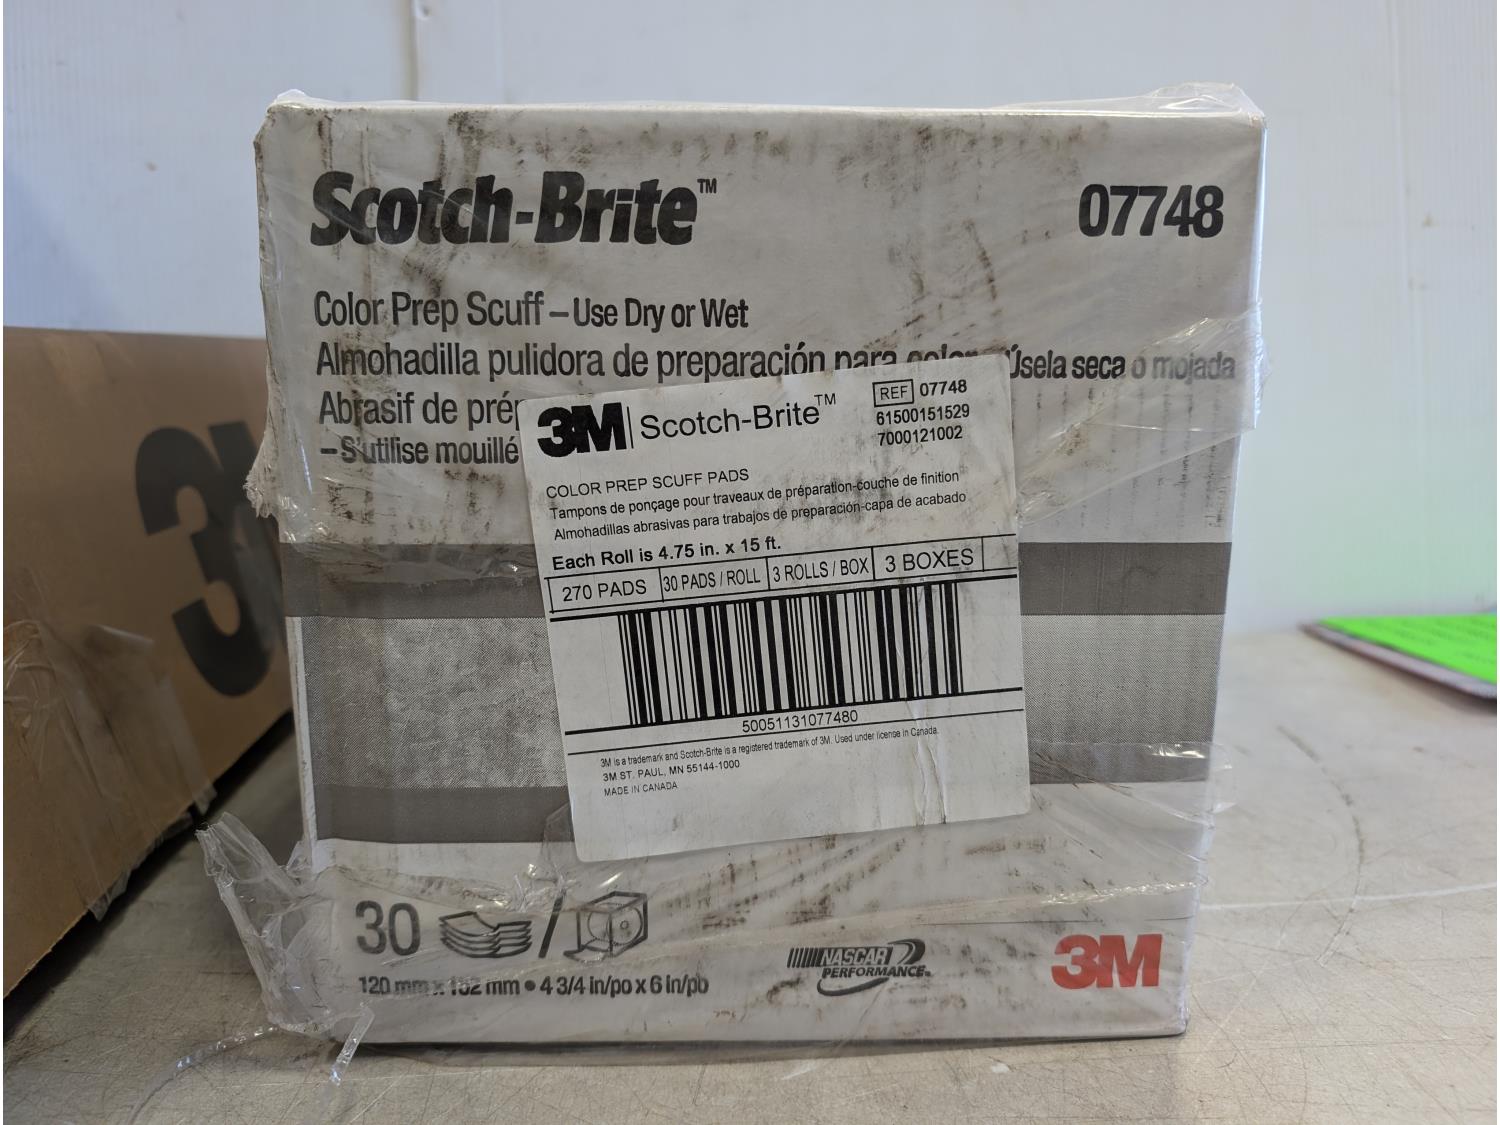 Scotch-Brite™
07748
Color Prep Scuff – Use Dry or Wet
Almohadilla pulidora de preparación para color Úsela seca o mojada
Abrasif de prép
– S'utilise mouillé
3M | Scotch-Brite™
REF 07748
61500151529
7000121002
COLOR PREP SCUFF PADS
Tampons de ponçage pour traveaux de préparation-couche de finition
Almohadillas abrasivas para trabajos de preparación-capa de acabado
Each Roll is 4.75 in. x 15 ft.
270 PADS 30 PADS / ROLL 3 ROLLS / BOX 3 BOXES
50051131077480
3M is a trademark and Scotch-Brite is a registered trademark of 3M. Used under license in Canada.
3M ST. PAUL, MN 55144-1000
MADE IN CANADA
30 /
120 mm x 152 mm • 4 3/4 in/po x 6 in/pb
NASCAR
PERFORMANCE.
3M
3M